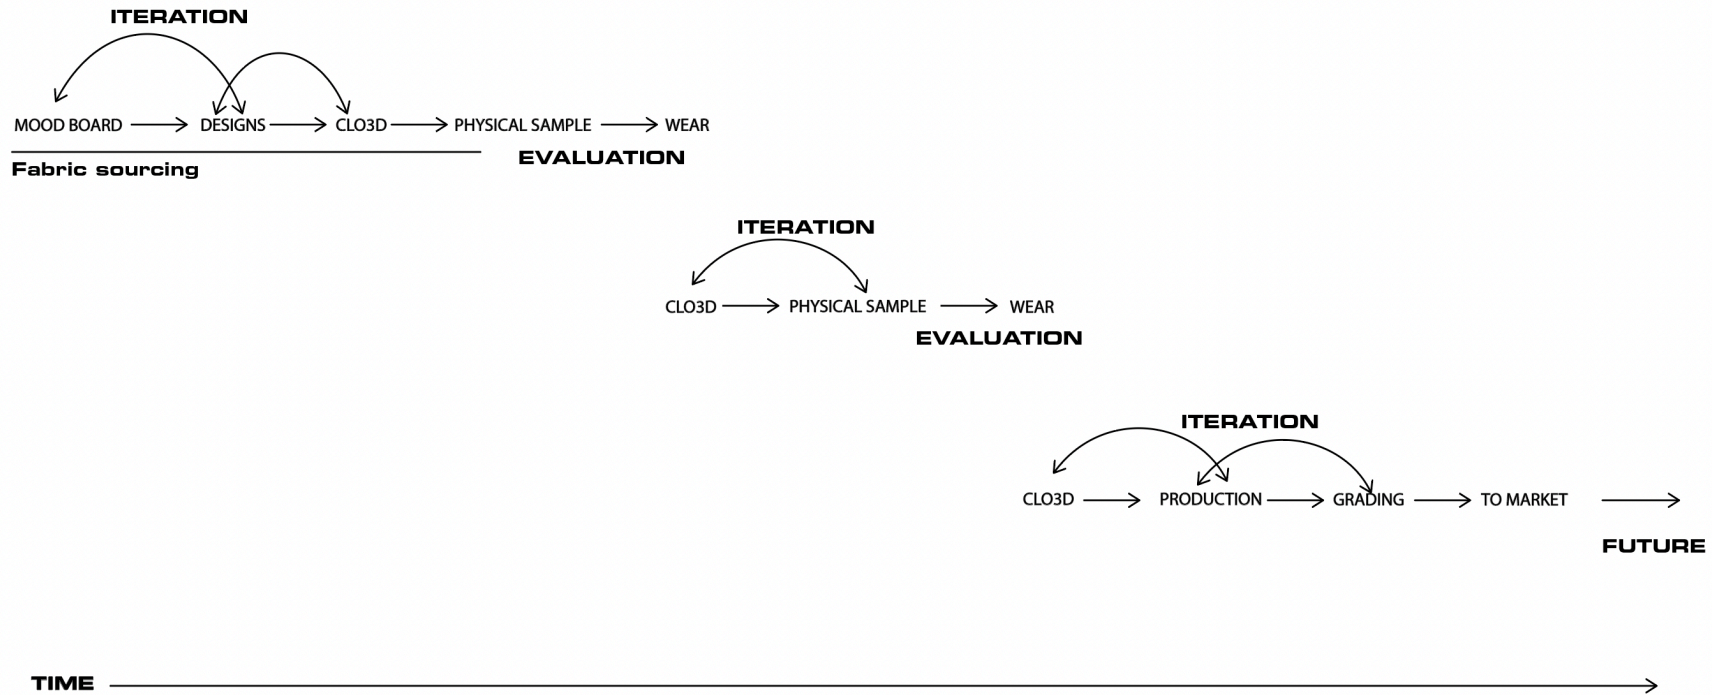 ITERATION
MOOD BOARD DESIGNS CLO3D PHYSICAL SAMPLE WEAR
Fabric sourcing EVALUATION
ITERATION
CLO3D PHYSICAL SAMPLE WEAR
EVALUATION
ITERATION
CLO3D PRODUCTION GRADING TO MARKET
FUTURE
TIME